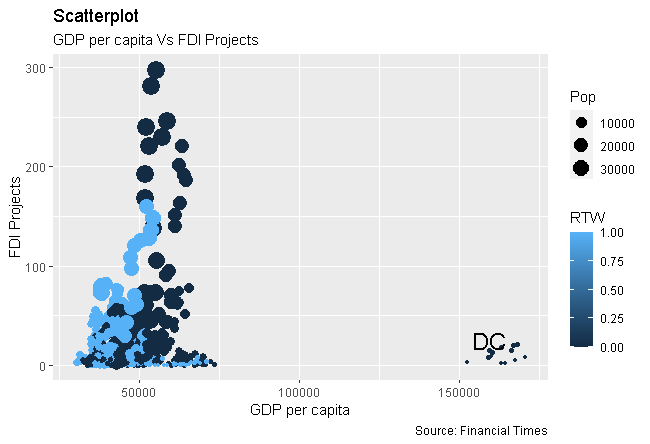 Scatterplot
GDP per capita Vs FDI Projects
300
200
100
0
FDI Projects
50000
100000
150000
GDP per capita
DC
Pop
10000
20000
30000
RTW
1.00
0.75
0.50
0.25
0.00
Source: Financial Times